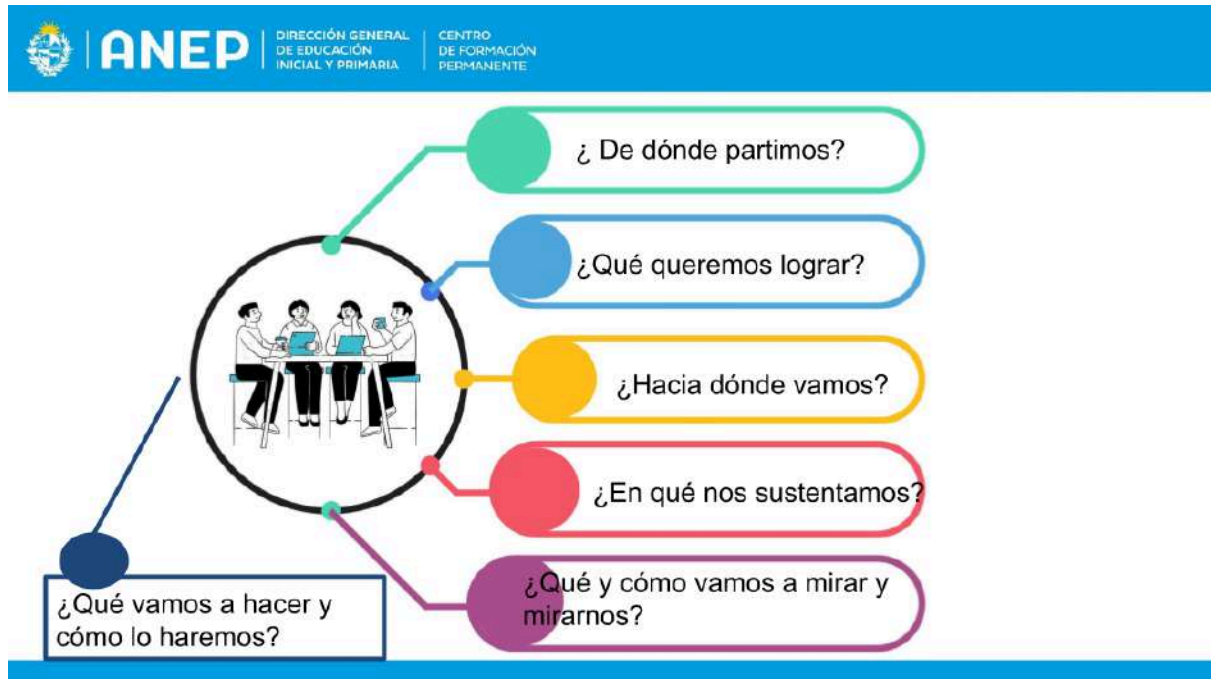 ANEP
DIRECCIÓN GENERAL
DE EDUCACIÓN
INICIAL Y PRIMARIA
CENTRO
DE FORMACIÓN
PERMANENTE
¿ De dónde partimos?
¿Qué queremos lograr?
¿Hacia dónde vamos?
¿En qué nos sustentamos?
¿Qué y cómo vamos a mirar y
mirarnos?
¿Qué vamos a hacer y
cómo lo haremos?